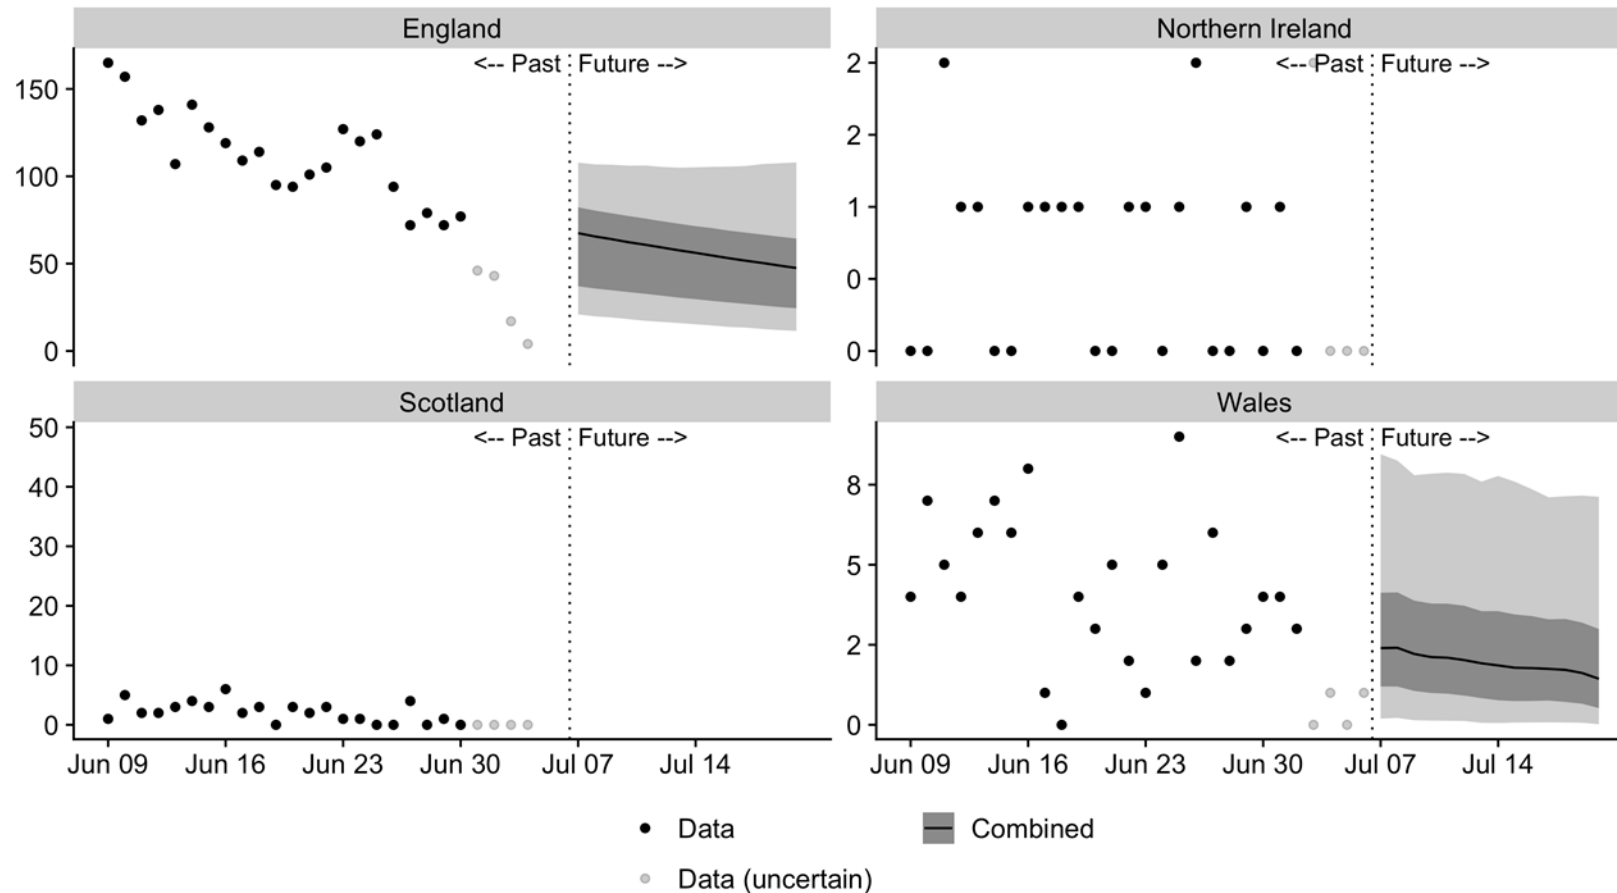 England
Northern Ireland
<-- Past Future -->
<-- Past Future -->
150
100
50
0
2
2
1
0
0
Scotland
Wales
<-- Past Future -->
<-- Past Future -->
50
40
30
20
10
0
8
5
2
0
Jun 09 Jun 16 Jun 23 Jun 30 Jul 07 Jul 14
Jun 09 Jun 16 Jun 23 Jun 30 Jul 07 Jul 14
Data
Combined
Data (uncertain)